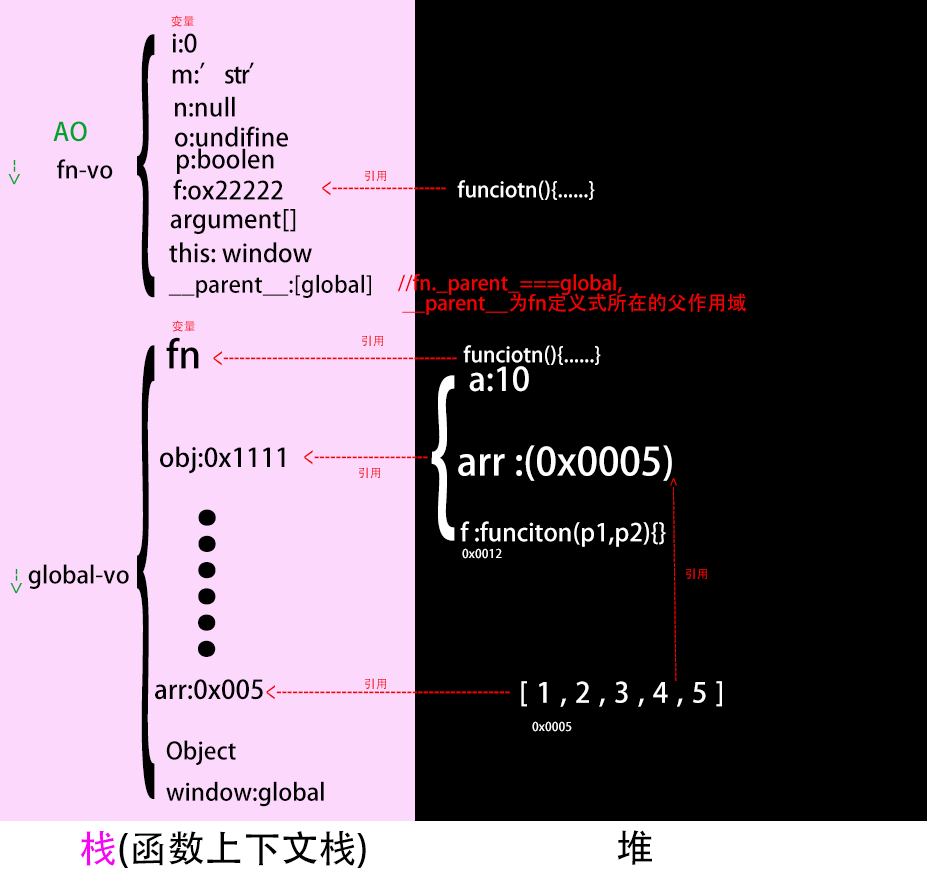 变量
i:0
m:′ str′
n:null
o:undifine
p:boolen
AO
fn-vo
f:ox22222
引用
funciotn(){......}
argument[]
this: window
__parent__:[global]
//fn._parent_===global,
__parent__为fn定义式所在的父作用域
变量
fn
引用
funciotn(){......}
a:10
obj:0x1111
引用
arr :(0x0005)
f :funciton(p1,p2){}
0x0012
global-vo
引用
arr:0x005
引用
[ 1 , 2 , 3 , 4 , 5 ]
0x0005
Object
window:global
栈(函数上下文栈)
堆